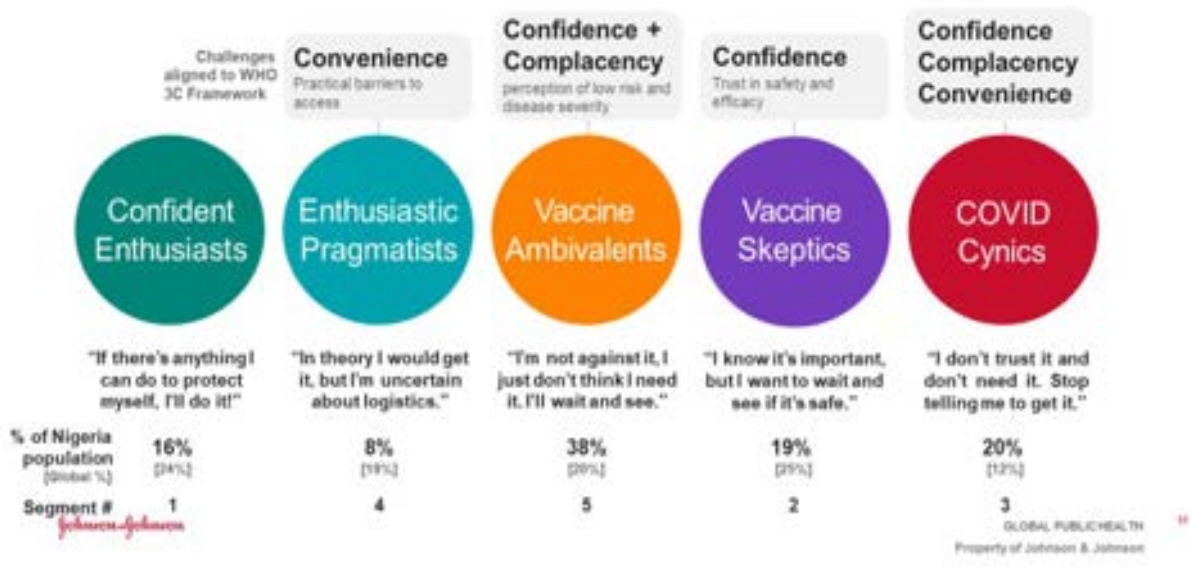 Challenges
aligned to WHO
3C Framework
Convenience
Practical barriers to
access
Confidence +
Complacency
perception of low risk and
disease severity
Confidence
Trust in safety and
efficacy
Confidence
Complacency
Convenience
Confident
Enthusiasts
Enthusiastic
Pragmatists
Vaccine
Ambivalents
Vaccine
Skeptics
COVID
Cynics
"If there's anything I
can do to protect
myself, I'll do it!"
"In theory I would get
it, but I'm uncertain
about logistics."
"I'm not against it, I
just don't think I need
it. I'll wait and see."
"I know it's important,
but I want to wait and
see if it's safe."
"I don't trust it and
don't need it. Stop
telling me to get it."
% of Nigeria
population
[Global %]
16%
[24%]
8%
[19%]
38%
[20%]
19%
[25%]
20%
[12%]
Segment #
1
4
5
2
3
Johnson & Johnson
GLOBAL PUBLIC HEALTH
Property of Johnson & Johnson